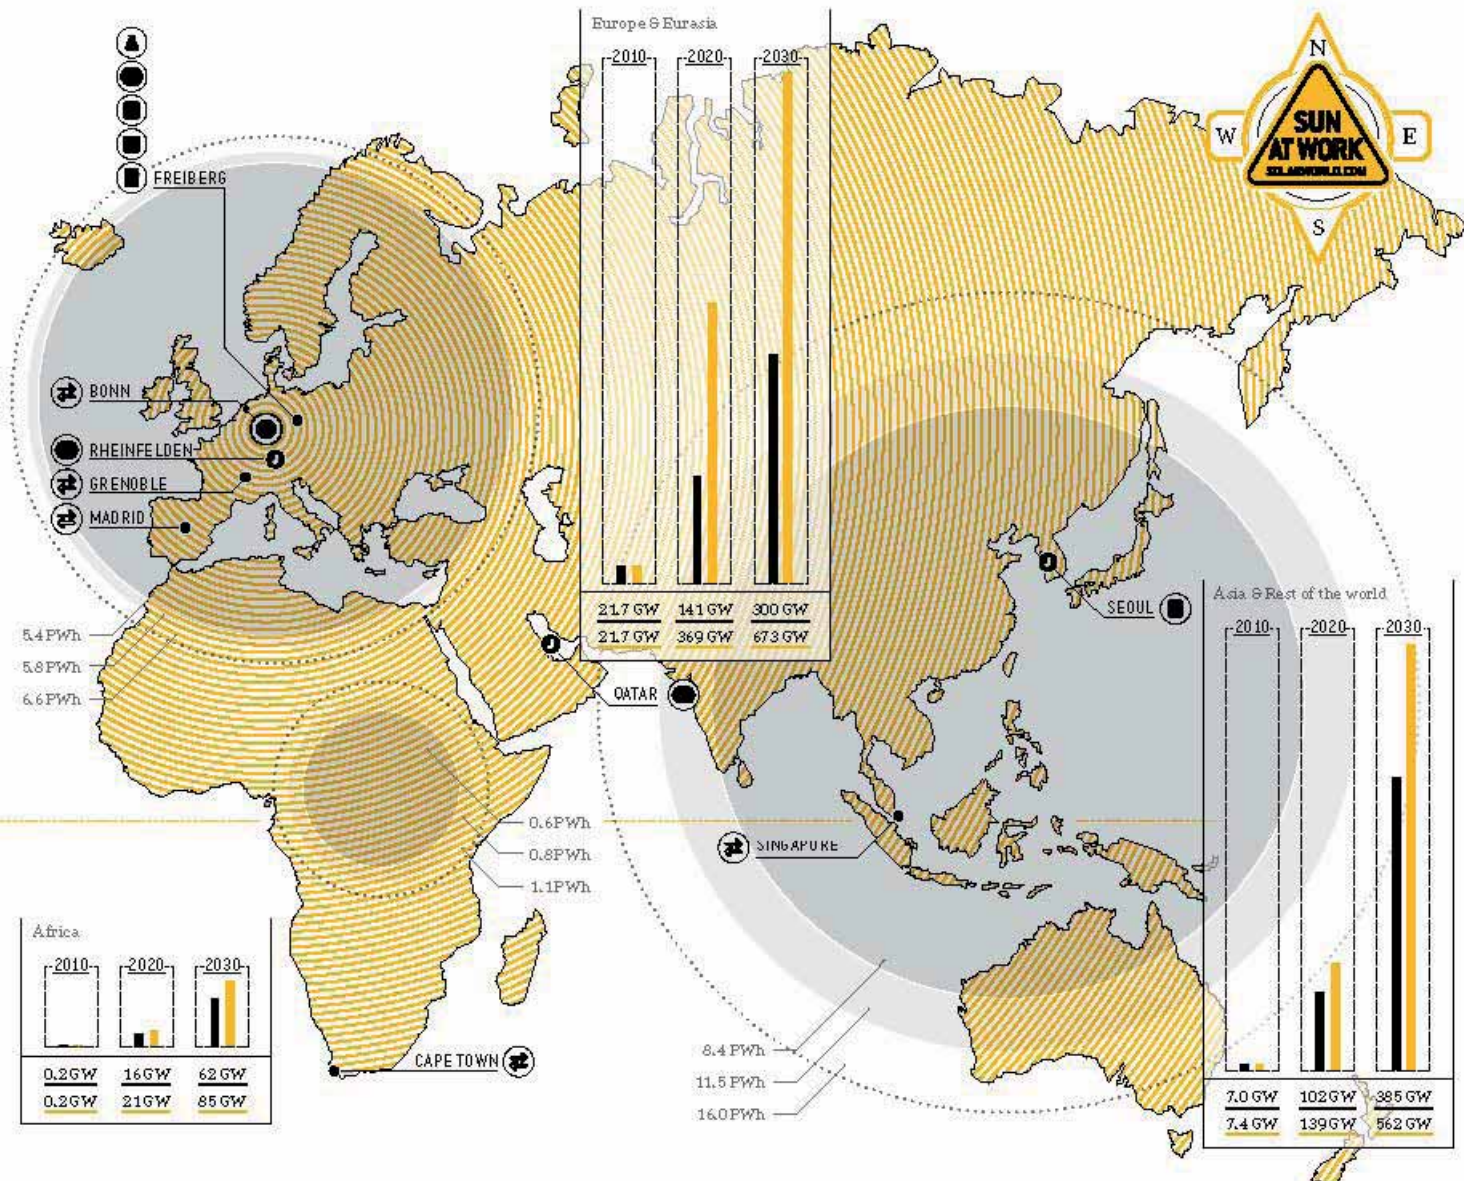 Europe & Eurasia
2010 2020 2030
21.7 GW 141 GW 300 GW
21.7 GW 369 GW 673 GW
N
W
E
S
SUN
AT WORK
SOLARWORLD.COM
FREIBERG
BONN
RHEINFELDEN
GRENOBLE
MADRID
5.4 PWh
5.8 PWh
6.6 PWh
QATAR
SEOUL
SINGAPORE
0.6 PWh
0.8 PWh
1.1 PWh
CAPE TOWN
8.4 PWh
11.5 PWh
16.0 PWh
Africa
2010 2020 2030
0.2 GW 16 GW 62 GW
0.2 GW 21 GW 85 GW
Asia & Rest of the world
2010 2020 2030
7.0 GW 102 GW 385 GW
7.4 GW 139 GW 562 GW